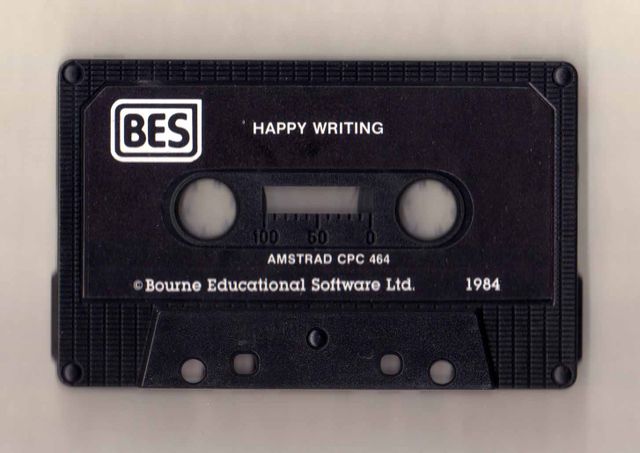 BES
HAPPY WRITING
100 50 0
AMSTRAD CPC 464
© Bourne Educational Software Ltd. 1984